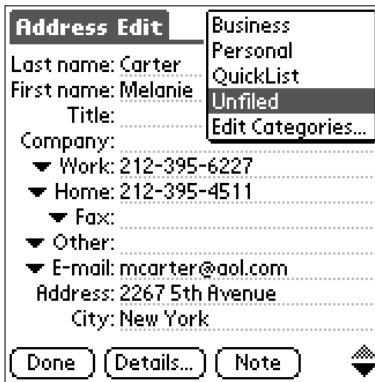 Address Edit
Business
Personal
QuickList
Unfiled
Edit Categories...
Last name: Carter
First name: Melanie
Title:
Company:
Work: 212-395-6227
Home: 212-395-4511
Fax:
Other:
E-mail: mcarter@aol.com
Address: 2267 5th Avenue
City: New York
Done Details... Note